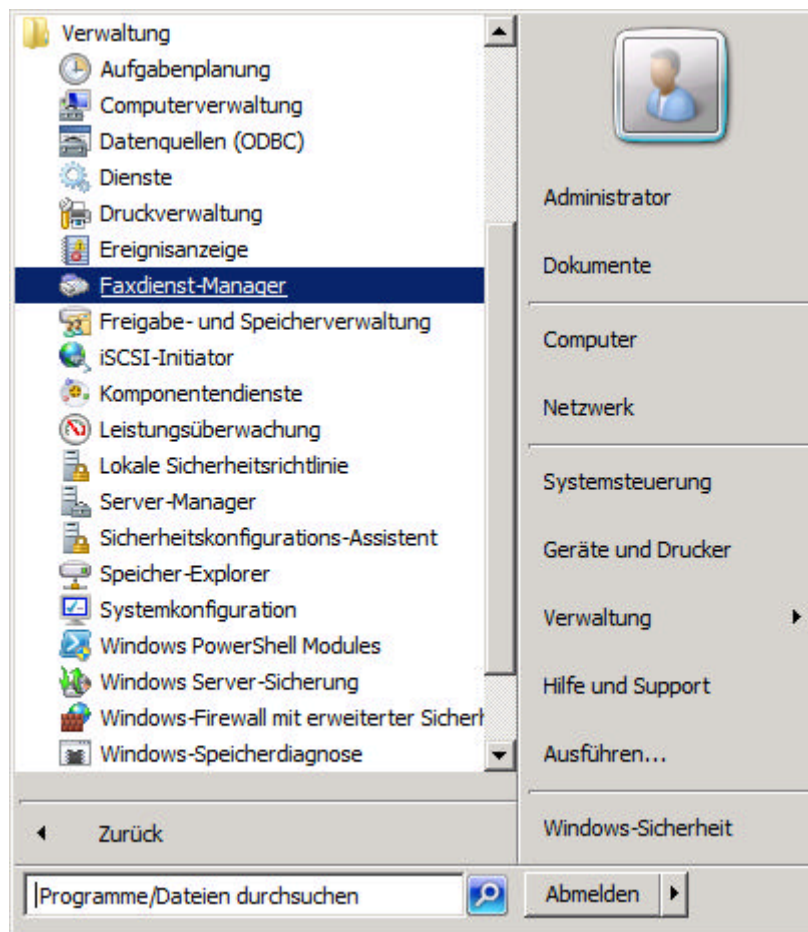 Verwaltung
Aufgabenplanung
Computerverwaltung
Datenquellen (ODBC)
Dienste
Druckverwaltung
Ereignisanzeige
Faxdienst-Manager
Freigabe- und Speicherverwaltung
iSCSI-Initiator
Komponentendienste
Leistungsüberwachung
Lokale Sicherheitsrichtlinie
Server-Manager
Sicherheitskonfigurations-Assistent
Speicher-Explorer
Systemkonfiguration
Windows PowerShell Modules
Windows Server-Sicherung
Windows-Firewall mit erweiterter Sicherh
Windows-Speicherdiagnose
Zurück
Programme/Dateien durchsuchen
Administrator
Dokumente
Computer
Netzwerk
Systemsteuerung
Geräte und Drucker
Verwaltung
Hilfe und Support
Ausführen...
Windows-Sicherheit
Abmelden